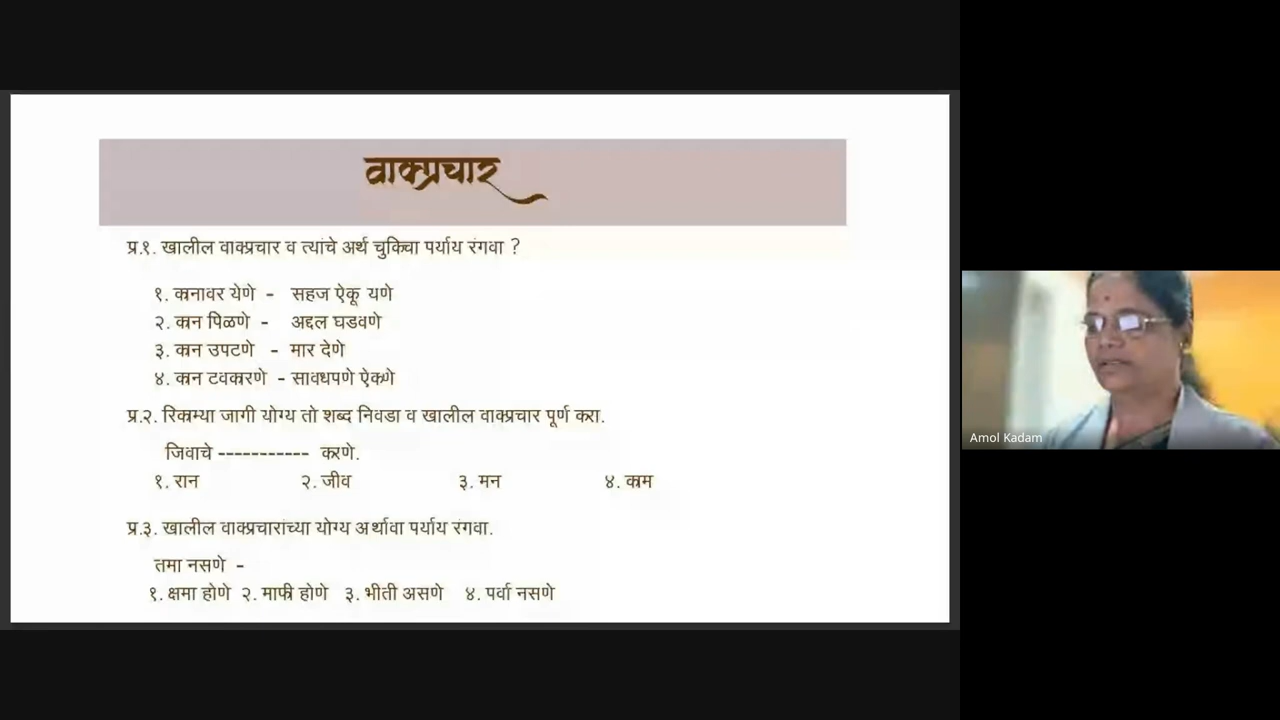 वाक्प्रचार
प्र.१. खालील वाक्प्रचार व त्यांचे अर्थ चुकिचा पर्याय रंगवा ?
१. कानावर येणे - सहज ऐकू यणे
२. कान पिळणे - अद्दल घडवणे
३. कान उपटणे - मार देणे
४. कान टवकारणे - सावधपणे ऐकणे
प्र.२. रिकाम्या जागी योग्य तो शब्द निवडा व खालील वाक्प्रचार पूर्ण करा.
जिवाचे ----------- करणे.
१. रान २. जीव ३. मन ४. काम
प्र.३. खालील वाक्प्रचारांच्या योग्य अर्थाचा पर्याय रंगवा.
तमा नसणे -
१. क्षमा होणे २. माफी होणे ३. भीती असणे ४. पर्वा नसणे
Amol Kadam